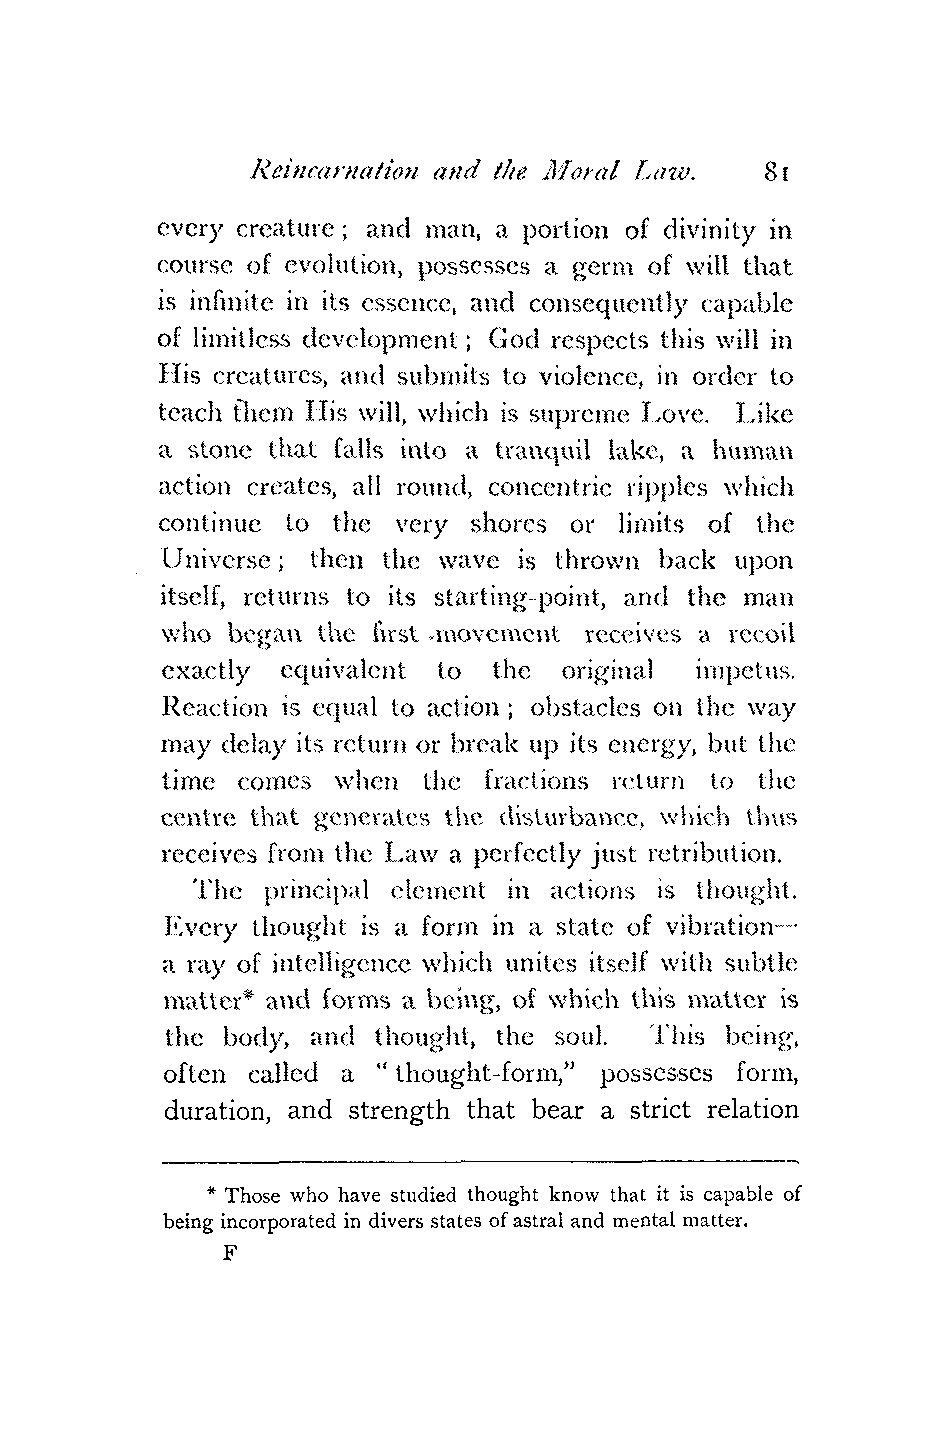 Reincarnation and the Moral Law. 81
every creature ; and man, a portion of divinity in
course of evolution, possesses a germ of will that
is infinite in its essence, and consequently capable
of limitless development ; God respects this will in
His creatures, and submits to violence, in order to
teach them His will, which is supreme Love. Like
a stone that falls into a tranquil lake, a human
action creates, all round, concentric ripples which
continue to the very shores or limits of the
Universe ; then the wave is thrown back upon
itself, returns to its starting-point, and the man
who began the first movement receives a recoil
exactly equivalent to the original impetus.
Reaction is equal to action ; obstacles on the way
may delay its return or break up its energy, but the
time comes when the fractions return to the
centre that generates the disturbance, which thus
receives from the Law a perfectly just retribution.
The principal element in actions is thought.
Every thought is a form in a state of vibration—
a ray of intelligence which unites itself with subtle
matter* and forms a being, of which this matter is
the body, and thought, the soul. This being,
often called a " thought-form," possesses form,
duration, and strength that bear a strict relation
* Those who have studied thought know that it is capable of
being incorporated in divers states of astral and mental matter.
F